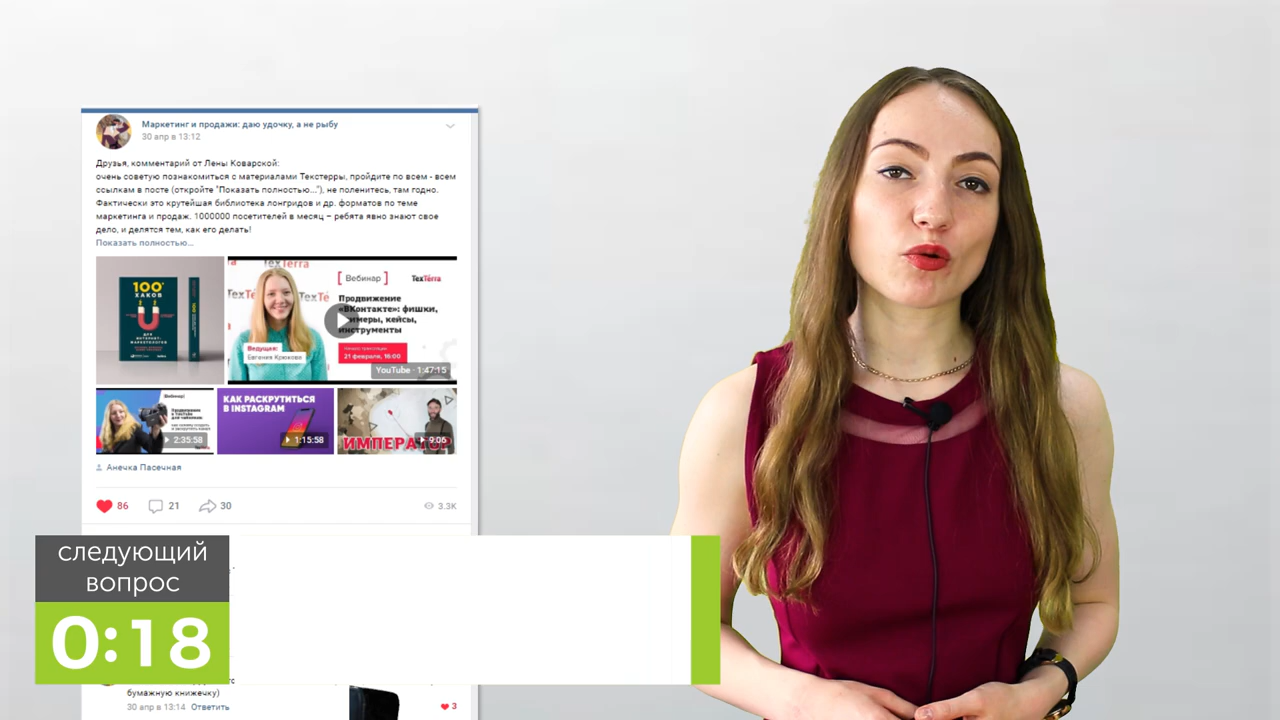 Маркетинг и продажи: даю удочку, а не рыбу
30 апр в 13:12
Друзья, комментарий от Лены Коварской:
очень советую познакомиться с материалами Текстерры, пройдите по всем - всем
ссылкам в посте (откройте "Показать полностью..."), не поленитесь, там годно.
Фактически это крутейшая библиотека лонгридов и др. форматов по теме
маркетинга и продаж. 1000000 посетителей в месяц – ребята явно знают свое
дело, и делятся тем, как его делать!
Показать полностью...
100
ХАКОВ
ДЛЯ
ИНТЕРНЕТ-
МАРКЕТОЛОГОВ
[ Вебинар ]
TexTerra
Продвижение
«ВКонтакте»: фишки,
инструменты
Ведущая:
Евгения Крюкова
21 февраля, 16:00
YouTube · 1:47:15
2:35:58
КАК РАСКРУТИТЬСЯ
В INSTAGRAM
1:15:58
ИМПЕРАТОР
9:06
Анечка Пасечная
86
21
30
3.3K
следующий
вопрос
0:18
бумажную книжечку)
30 апр в 13:14 Ответить
3